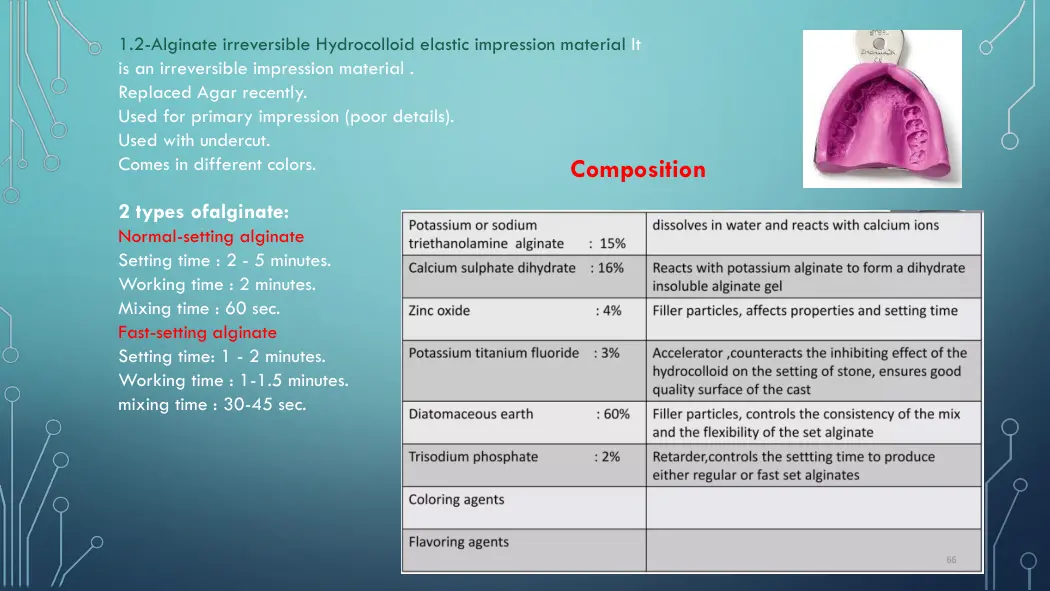 1.2-Alginate irreversible Hydrocolloid elastic impression material It
is an irreversible impression material .
Replaced Agar recently.
Used for primary impression (poor details).
Used with undercut.
Comes in different colors.
2 types ofalginate:
Normal-setting alginate
Setting time : 2 - 5 minutes.
Working time : 2 minutes.
Mixing time : 60 sec.
Fast-setting alginate
Setting time: 1 - 2 minutes.
Working time : 1-1.5 minutes.
mixing time : 30-45 sec.
Composition
Potassium or sodium
triethanolamine alginate : 15%
dissolves in water and reacts with calcium ions
Calcium sulphate dihydrate : 16%
Reacts with potassium alginate to form a dihydrate
insoluble alginate gel
Zinc oxide : 4%
Filler particles, affects properties and setting time
Potassium titanium fluoride : 3%
Accelerator ,counteracts the inhibiting effect of the
hydrocolloid on the setting of stone, ensures good
quality surface of the cast
Diatomaceous earth : 60%
Filler particles, controls the consistency of the mix
and the flexibility of the set alginate
Trisodium phosphate : 2%
Retarder,controls the settting time to produce
either regular or fast set alginates
Coloring agents
Flavoring agents
66